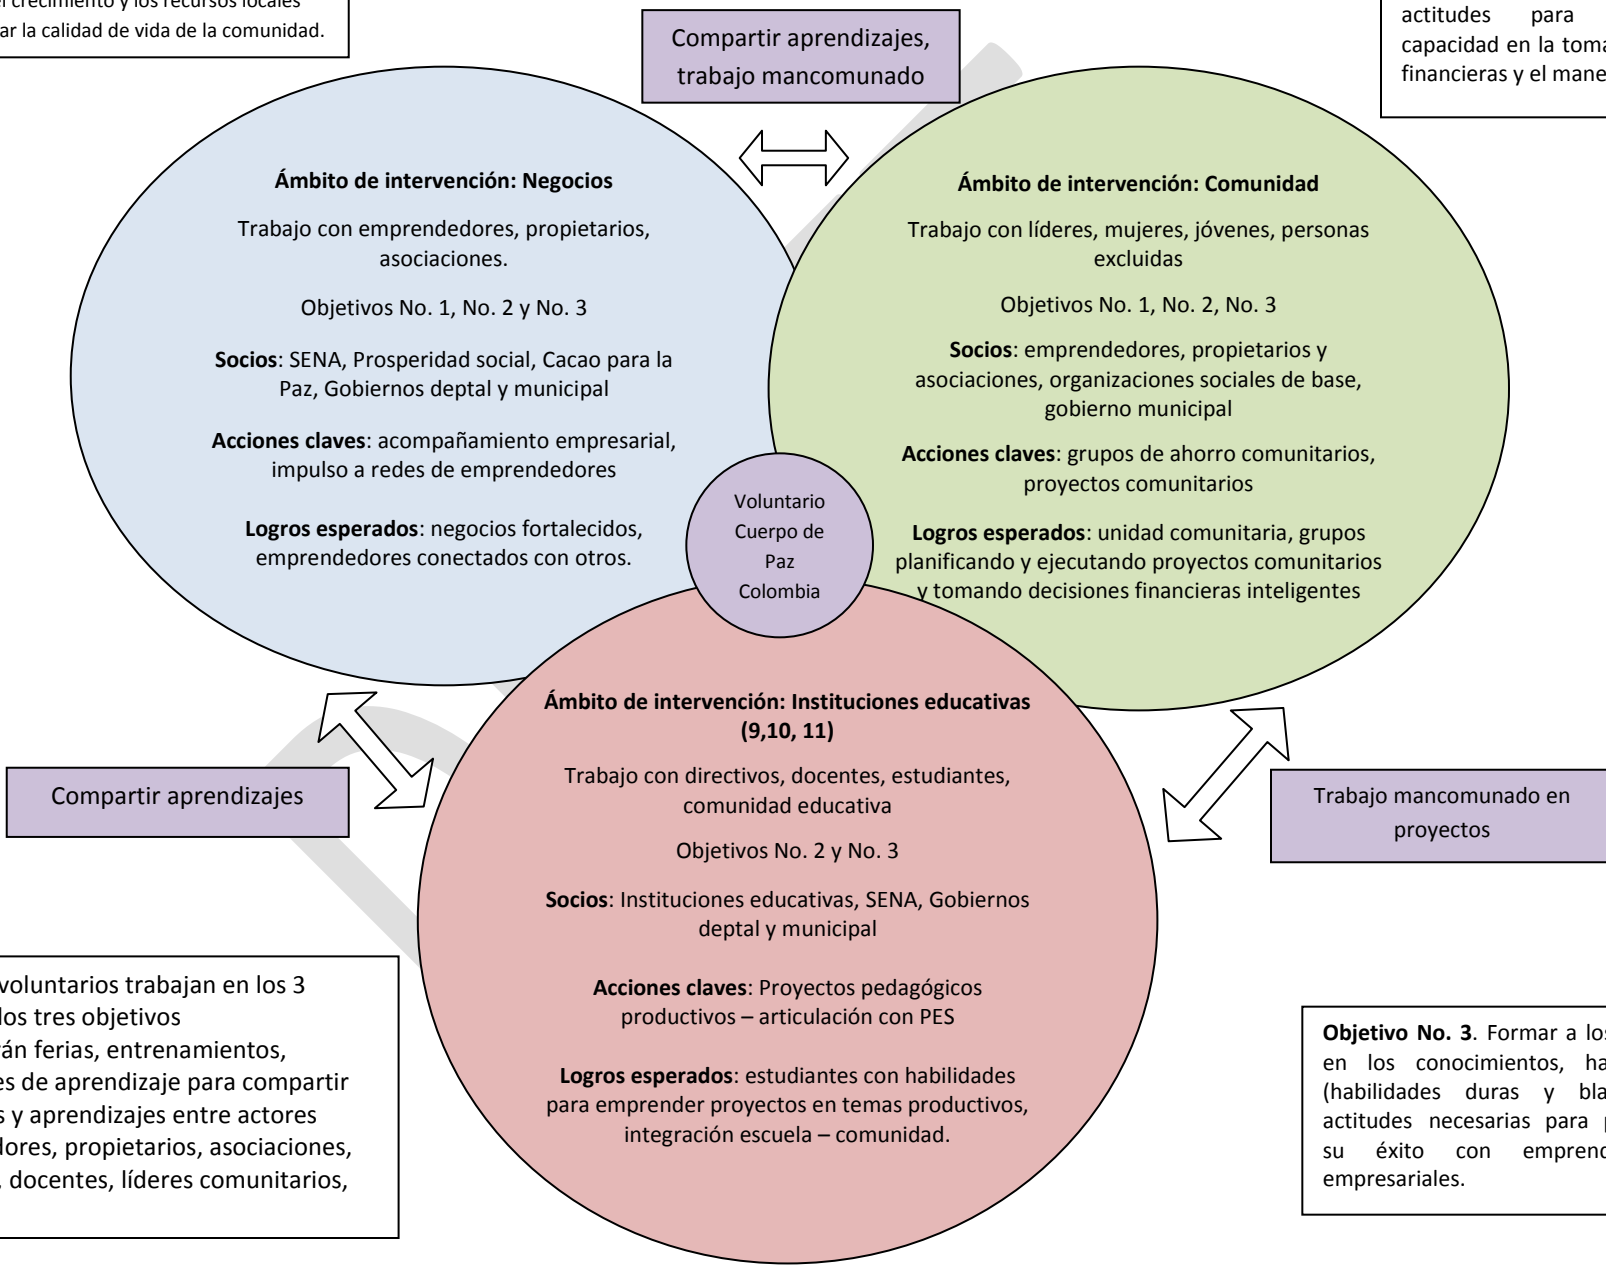 el crecimiento y los recursos locales
ar la calidad de vida de la comunidad.
Compartir aprendizajes,
trabajo mancomunado
actitudes para
capacidad en la toma
financieras y el mane
Ámbito de intervención: Negocios
Trabajo con emprendedores, propietarios,
asociaciones.
Objetivos No. 1, No. 2 y No. 3
Socios: SENA, Prosperidad social, Cacao para la
Paz, Gobiernos deptal y municipal
Acciones claves: acompañamiento empresarial,
impulso a redes de emprendedores
Logros esperados: negocios fortalecidos,
emprendedores conectados con otros.
Ámbito de intervención: Comunidad
Trabajo con líderes, mujeres, jóvenes, personas
excluidas
Objetivos No. 1, No. 2, No. 3
Socios: emprendedores, propietarios y
asociaciones, organizaciones sociales de base,
gobierno municipal
Acciones claves: grupos de ahorro comunitarios,
proyectos comunitarios
Logros esperados: unidad comunitaria, grupos
planificando y ejecutando proyectos comunitarios
y tomando decisiones financieras inteligentes
Voluntario
Cuerpo de
Paz
Colombia
Ámbito de intervención: Instituciones educativas
(9,10, 11)
Trabajo con directivos, docentes, estudiantes,
comunidad educativa
Objetivos No. 2 y No. 3
Socios: Instituciones educativas, SENA, Gobiernos
deptal y municipal
Acciones claves: Proyectos pedagógicos
productivos – articulación con PES
Logros esperados: estudiantes con habilidades
para emprender proyectos en temas productivos,
integración escuela – comunidad.
Compartir aprendizajes
Trabajo mancomunado en
proyectos
voluntarios trabajan en los 3
los tres objetivos
rán ferias, entrenamientos,
es de aprendizaje para compartir
s y aprendizajes entre actores
dores, propietarios, asociaciones,
, docentes, líderes comunitarios,
Objetivo No. 3. Formar a los
en los conocimientos, ha
(habilidades duras y bla
actitudes necesarias para p
su éxito con emprend
empresariales.